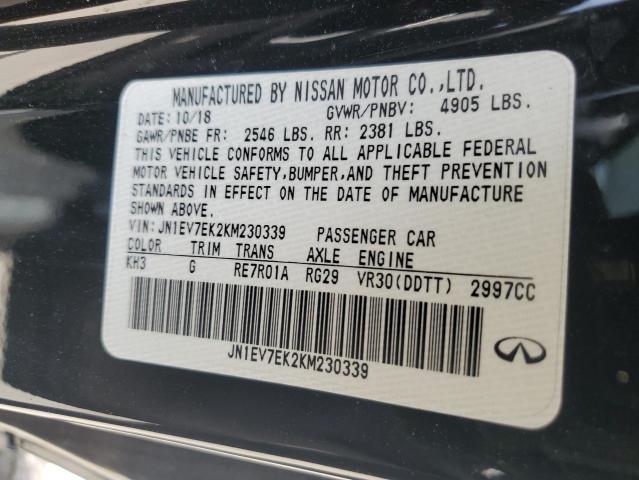 MANUFACTURED BY NISSAN MOTOR CO.,LTD.
DATE: 10/18 GVWR/PNBV: 4905 LBS.
GAWR/PNBE FR: 2546 LBS. RR: 2381 LBS.
THIS VEHICLE CONFORMS TO ALL APPLICABLE FEDERAL
MOTOR VEHICLE SAFETY,BUMPER,AND THEFT PREVENTION
STANDARDS IN EFFECT ON THE DATE OF MANUFACTURE
SHOWN ABOVE.
VIN: JN1EV7EK2KM230339 PASSENGER CAR
COLOR TRIM TRANS AXLE ENGINE
KH3 G RE7R01A RG29 VR30(DDTT) 2997CC
JN1EV7EK2KM230339